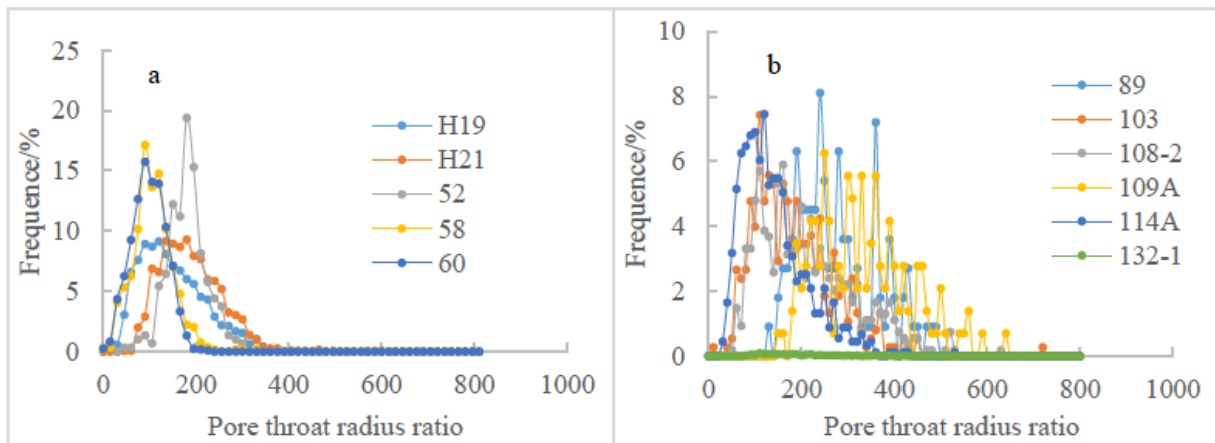 a
25
20
15
10
5
0
Frequence/%
0 200 400 600 800 1000
Pore throat radius ratio
H19
H21
52
58
60
b
10
8
6
4
2
0
Frequence/%
0 200 400 600 800 1000
Pore throat radius ratio
89
103
108-2
109A
114A
132-1